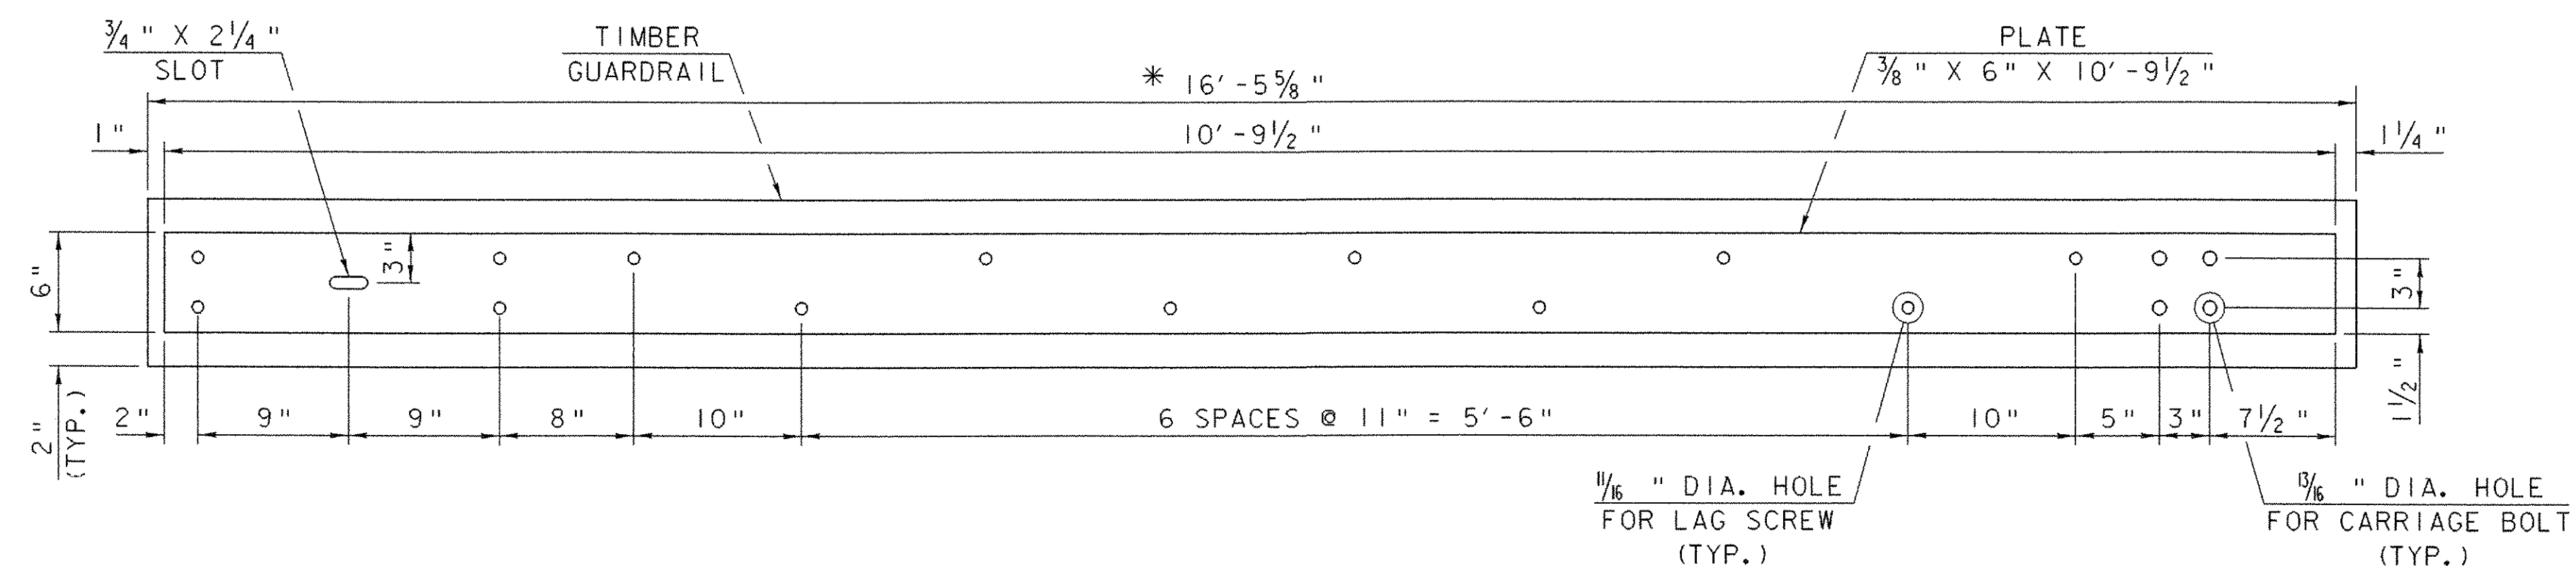 3/4 " X 2 1/4 "
SLOT
TIMBER
GUARDRAIL
PLATE
3/8 " X 6" X 10'-9 1/2 "
* 16'-5 5/8 "
1"
10'-9 1/2 "
1 1/4 "
6"
3"
3"
2"
(TYP.)
1 1/2 "
2"
9"
9"
8"
10"
6 SPACES @ 11" = 5'-6"
10"
5"
3"
7 1/2 "
11/16 " DIA. HOLE
FOR LAG SCREW
(TYP.)
13/16 " DIA. HOLE
FOR CARRIAGE BOLT
(TYP.)